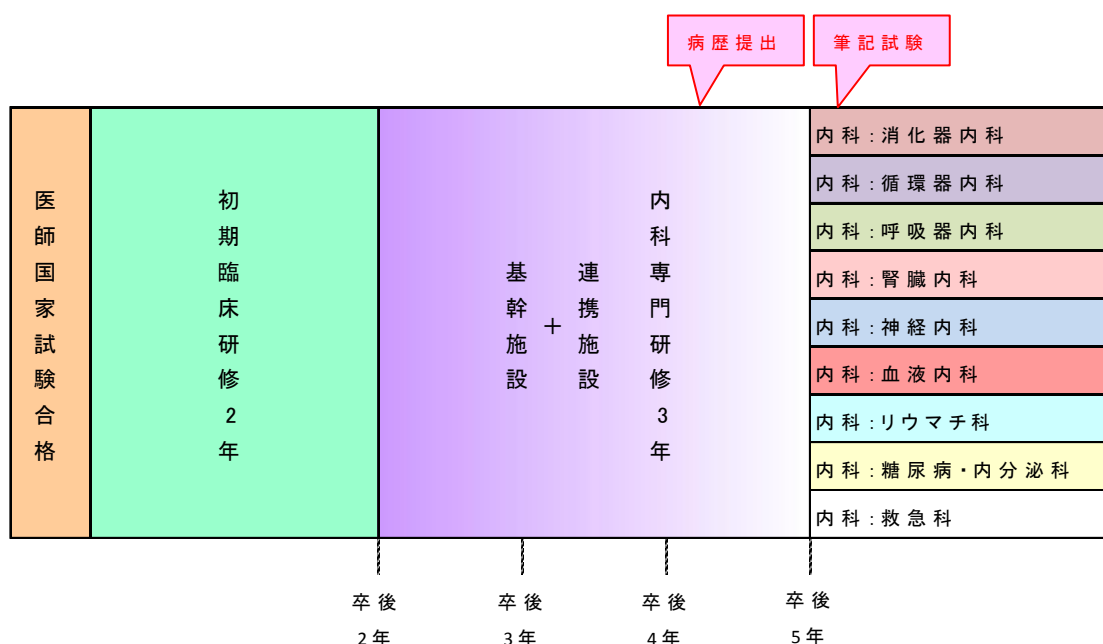 病歴提出
筆記試験
医師国家試験合格
初期臨床研修2年
基幹施設
＋
連携施設
内科専門研修3年
内科:消化器内科
内科:循環器内科
内科:呼吸器内科
内科:腎臓内科
内科:神経内科
内科:血液内科
内科:リウマチ科
内科:糖尿病・内分泌科
内科:救急科
卒後
2年
卒後
3年
卒後
4年
卒後
5年